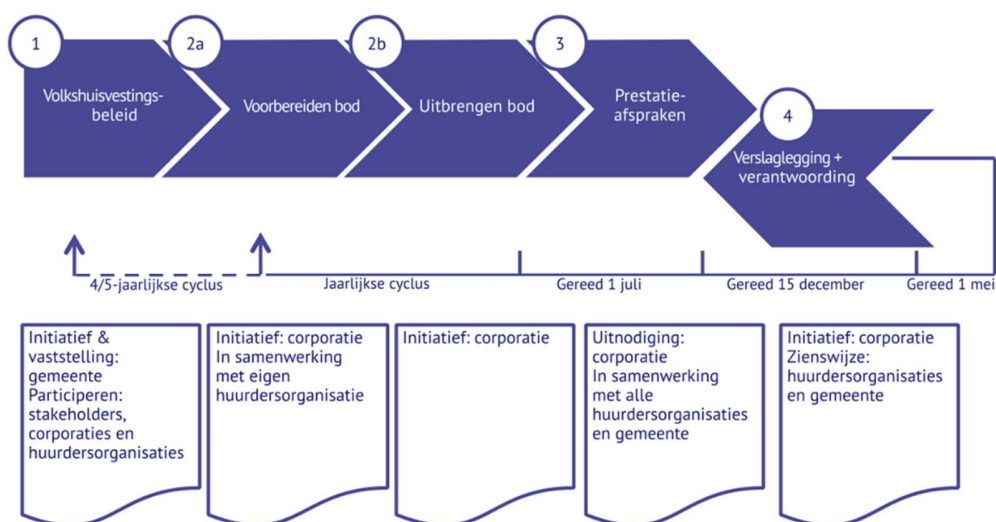 1
2a
2b
3
4
Volkshuisvestings-
beleid
Voorbereiden bod
Uitbrengen bod
Prestatie-
afspraken
Verslaglegging +
verantwoording
4/5-jaarlijkse cyclus
Jaarlijkse cyclus
Gereed 1 juli
Gereed 15 december
Gereed 1 mei
Initiatief &
vaststelling:
gemeente
Participeren:
stakeholders,
corporaties en
huurdersorganisaties
Initiatief: corporatie
In samenwerking
met eigen
huurdersorganisatie
Initiatief: corporatie
Uitnodiging:
corporatie
In samenwerking
met alle
huurdersorganisaties
en gemeente
Initiatief: corporatie
Zienswijze:
huurdersorganisaties
en gemeente